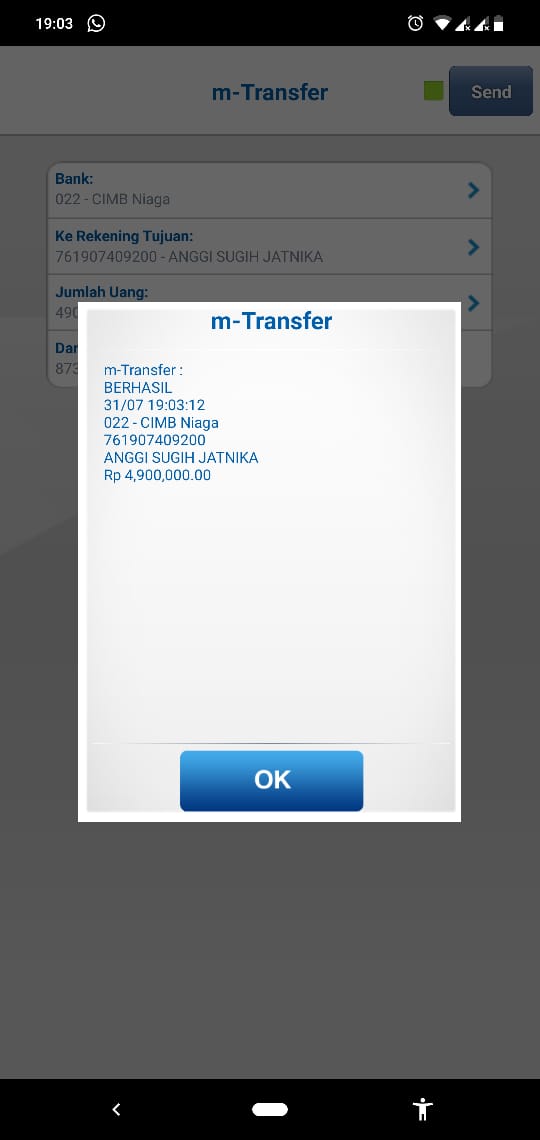 19:03
m-Transfer
Send
Bank:
022 - CIMB Niaga
Ke Rekening Tujuan:
761907409200 - ANGGI SUGIH JATNIKA
Jumlah Uang:
490
Dar
873
m-Transfer
m-Transfer :
BERHASIL
31/07 19:03:12
022 - CIMB Niaga
761907409200
ANGGI SUGIH JATNIKA
Rp 4,900,000.00
OK